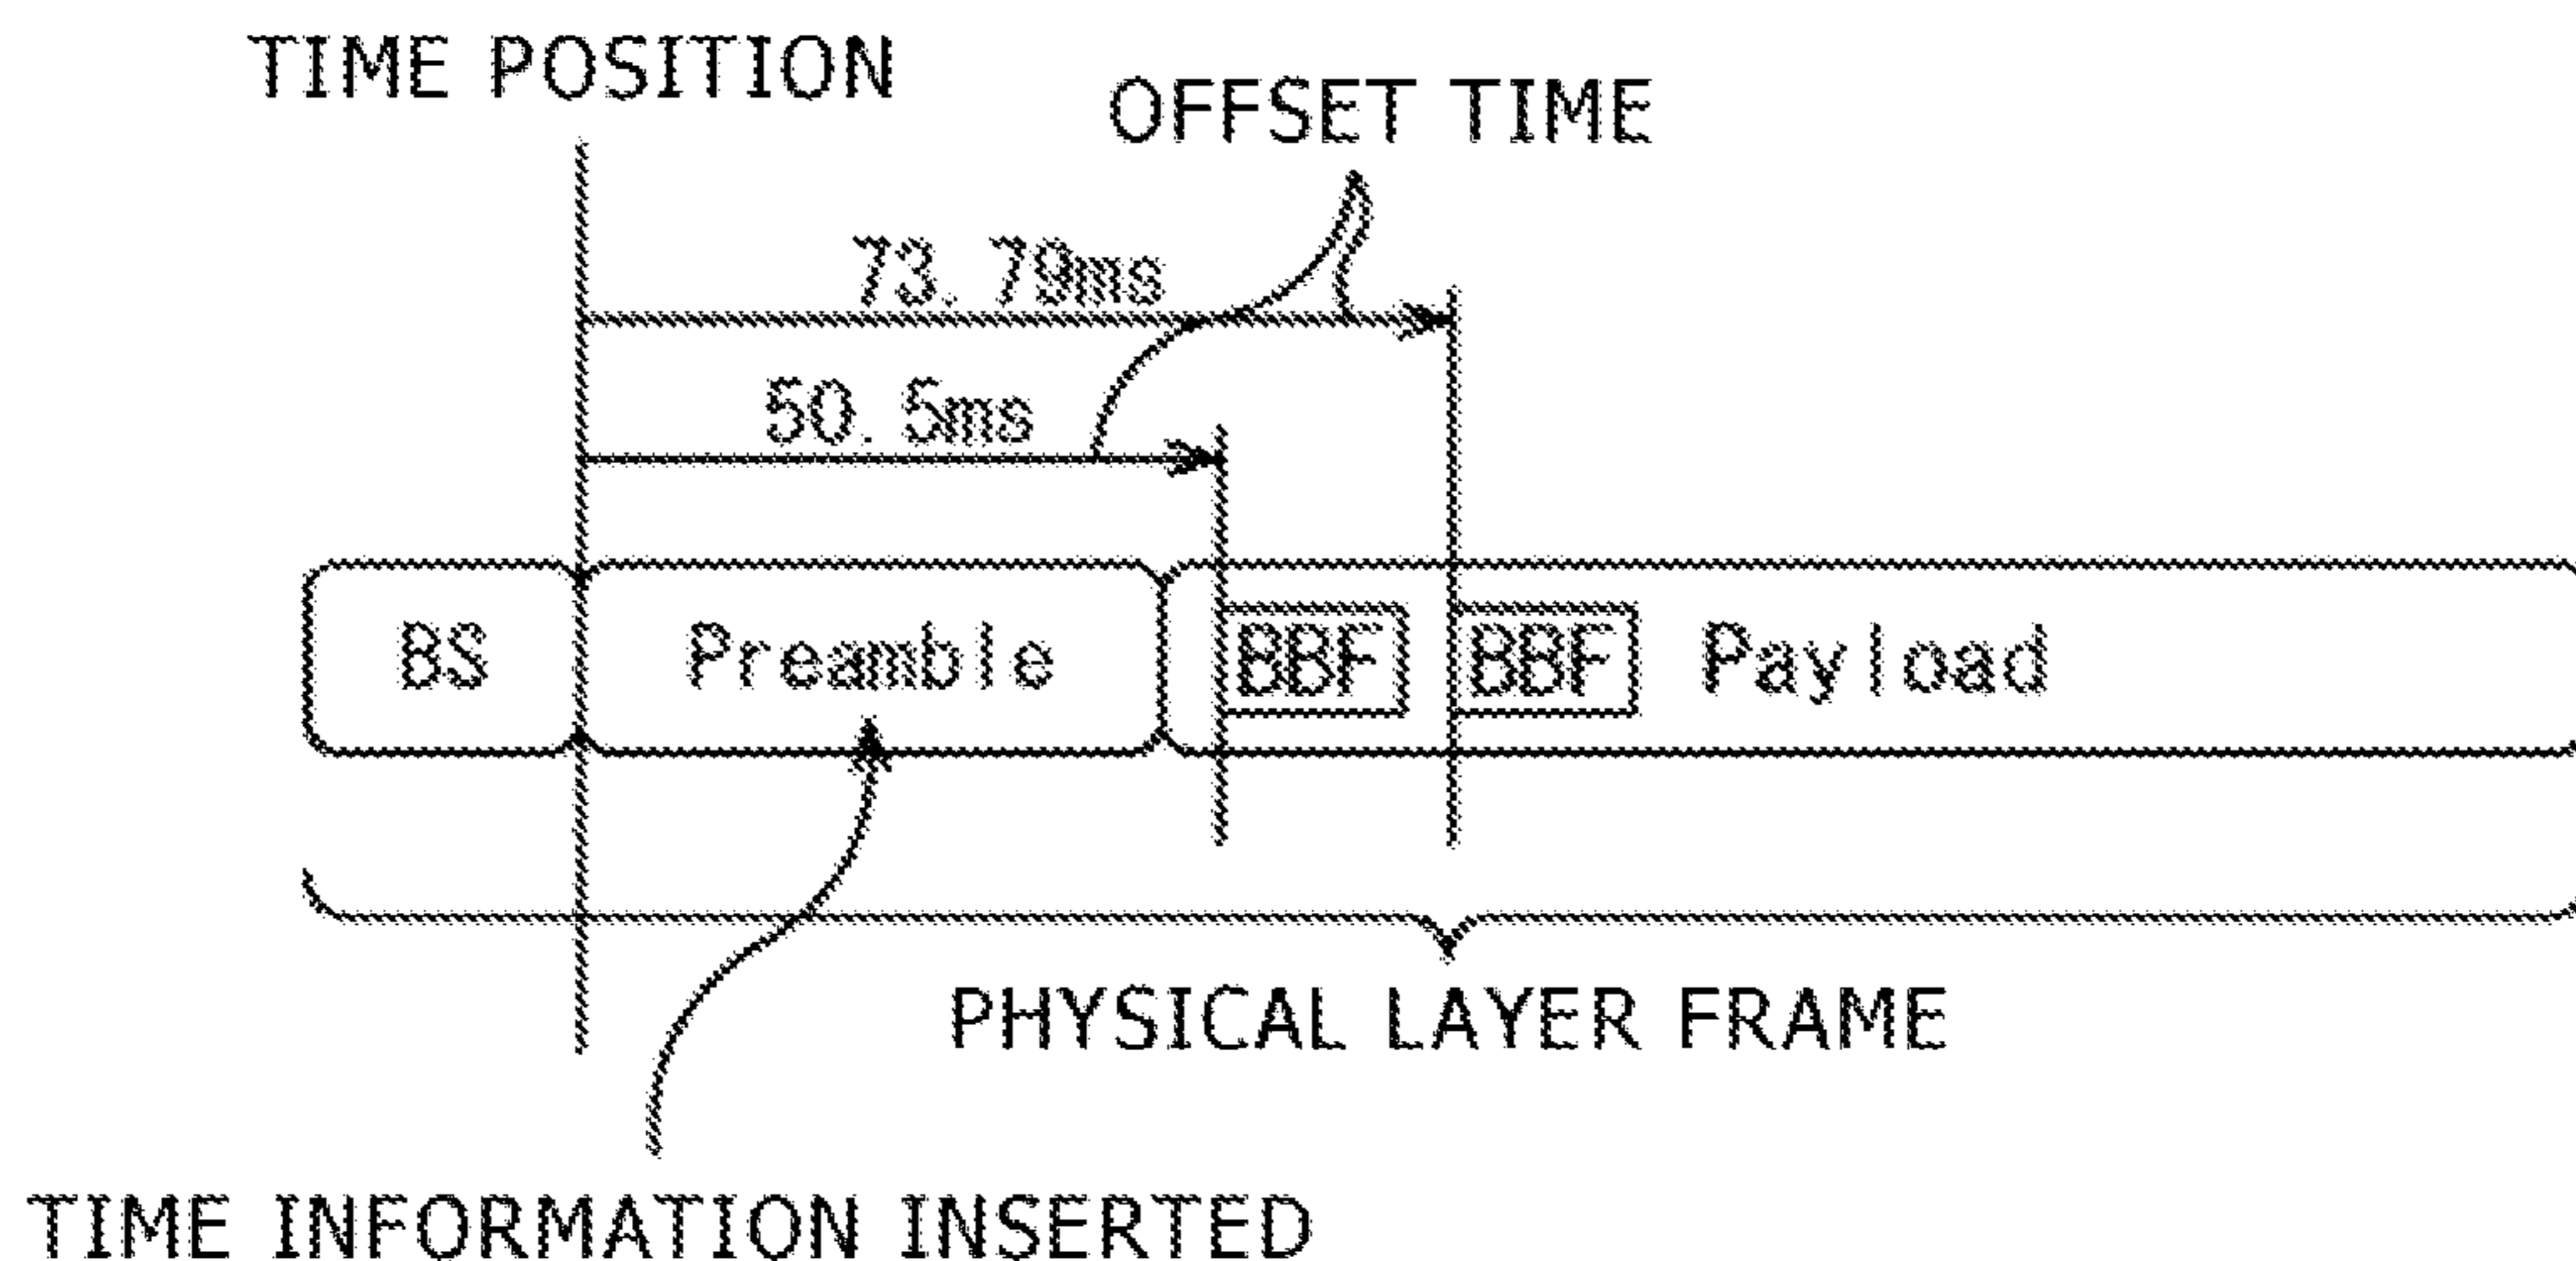 TIME POSITION
OFFSET TIME
73.79ms
50.5ms
BS
Preamble
BBF
BBF
Payload
PHYSICAL LAYER FRAME
TIME INFORMATION INSERTED